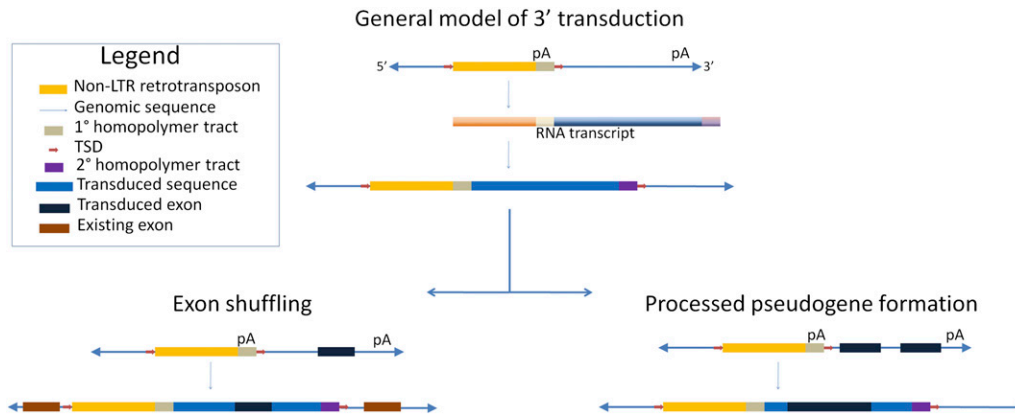 General model of 3’ transduction
Legend
Non-LTR retrotransposon
Genomic sequence
1° homopolymer tract
TSD
2° homopolymer tract
Transduced sequence
Transduced exon
Existing exon
pA
pA
5’
3’
RNA transcript
Exon shuffling
pA
pA
Processed pseudogene formation
pA
pA